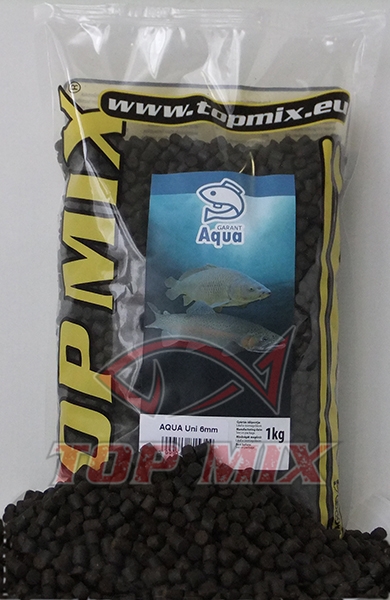 www.topmix.eu
TOP MIX®
GARANT
Aqua
AQUA Uni 6mm
1kg
TOP MIX